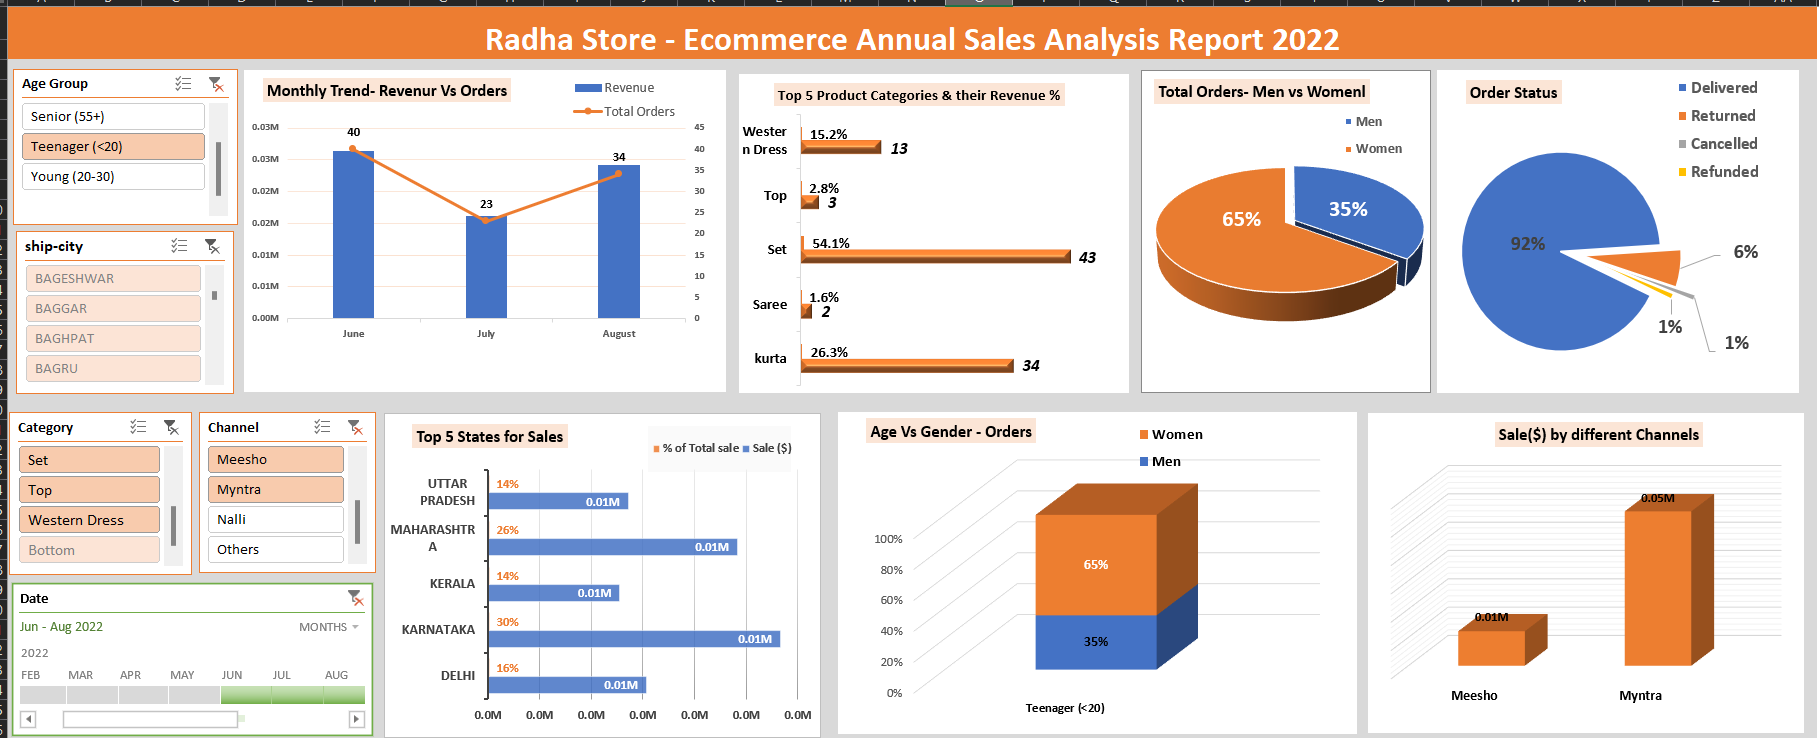 Radha Store - Ecommerce Annual Sales Analysis Report 2022
Age Group
Senior (55+)
Teenager (<20)
Young (20-30)
ship-city
BAGESHWAR
BAGGAR
BAGHPAT
BAGRU
Monthly Trend- Revenur Vs Orders
Revenue
Total Orders
0.03M
0.03M
0.02M
0.02M
0.01M
0.01M
0.00M
40
23
34
45
40
35
30
25
20
15
10
5
0
June
July
August
Top 5 Product Categories & their Revenue %
Wester
n Dress
15.2%
13
Top
2.8%
3
Set
54.1%
43
Saree
1.6%
2
kurta
26.3%
34
Total Orders- Men vs Womenl
Men
Women
65%
35%
Order Status
Delivered
Returned
Cancelled
Refunded
92%
6%
1%
1%
Category
Set
Top
Western Dress
Bottom
Channel
Meesho
Myntra
Nalli
Others
Date
Jun - Aug 2022
MONTHS
2022
FEB MAR APR MAY JUN JUL AUG
Top 5 States for Sales
% of Total sale
Sale ($)
UTTAR
PRADESH
14%
0.01M
MAHARASHTR
A
26%
0.01M
KERALA
14%
0.01M
KARNATAKA
30%
0.01M
DELHI
16%
0.01M
0.0M 0.0M 0.0M 0.0M 0.0M 0.0M 0.0M
Age Vs Gender - Orders
Women
Men
100%
80%
60%
40%
20%
0%
65%
35%
Teenager (<20)
Sale($) by different Channels
0.01M
0.05M
Meesho
Myntra